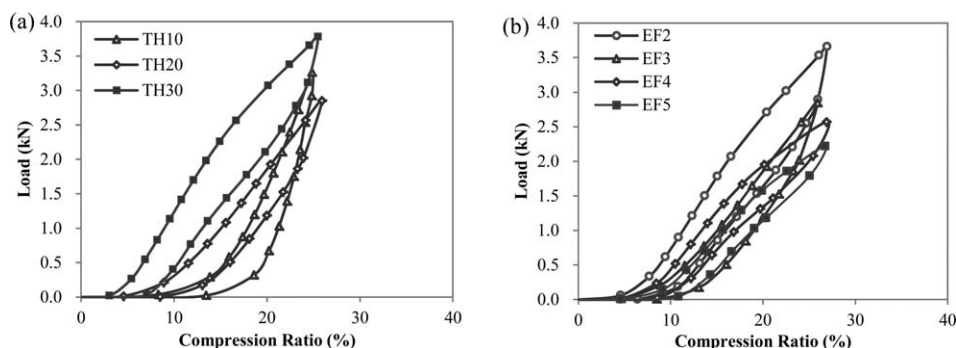 (a)
4.0
3.5
3.0
2.5
2.0
1.5
1.0
0.5
0.0
Load (kN)
TH10
TH20
TH30
0 10 20 30 40
Compression Ratio (%)
(b)
4.0
3.5
3.0
2.5
2.0
1.5
1.0
0.5
0.0
Load (kN)
EF2
EF3
EF4
EF5
0 10 20 30 40
Compression Ratio (%)